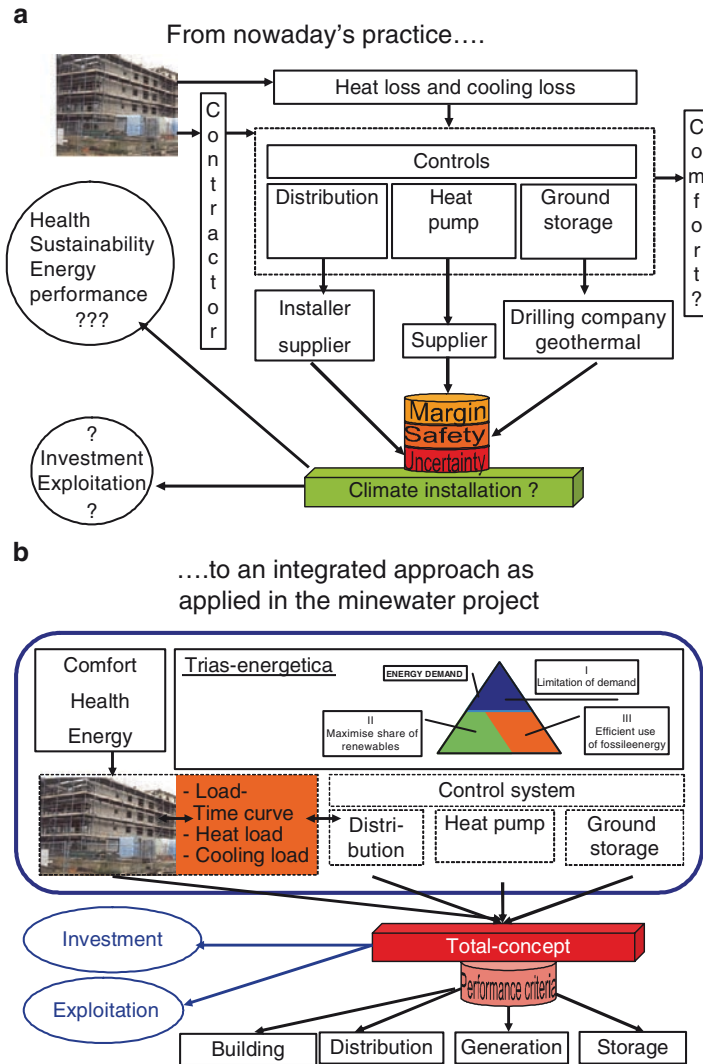 a
From nowaday's practice....
Heat loss and cooling loss
Contractor
Controls
Distribution
Heat
pump
Ground
storage
Comfort?
Health
Sustainability
Energy
performance
???
Installer
supplier
Supplier
Drilling company
geothermal
Margin
Safety
Uncertainty
?
Investment
Exploitation
?
Climate installation ?
b
....to an integrated approach as
applied in the minewater project
Comfort
Health
Energy
Trias-energetica
ENERGY DEMAND
I
Limitation of demand
II
Maximise share of
renewables
III
Efficient use
of fossileenergy
- Load-
Time curve
- Heat load
- Cooling load
Control system
Distri-
bution
Heat pump
Ground
storage
Investment
Total-concept
Exploitation
Performance criteria
Building
Distribution
Generation
Storage